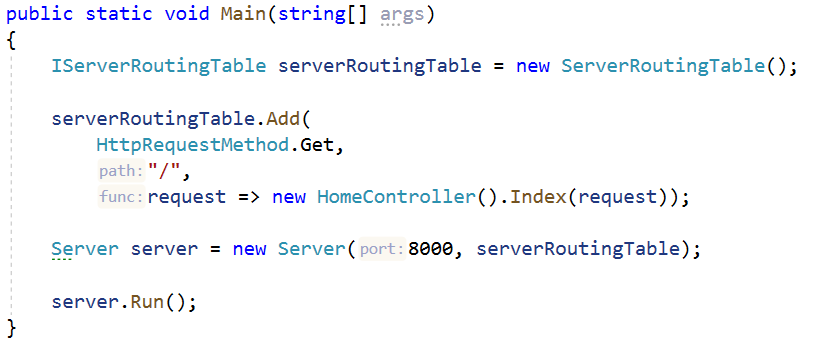 public static void Main(string[] args)
{
    IServerRoutingTable serverRoutingTable = new ServerRoutingTable();

    serverRoutingTable.Add(
        HttpRequestMethod.Get,
        path: "/",
        func: request => new HomeController().Index(request));

    Server server = new Server( port: 8000, serverRoutingTable);

    server.Run();
}